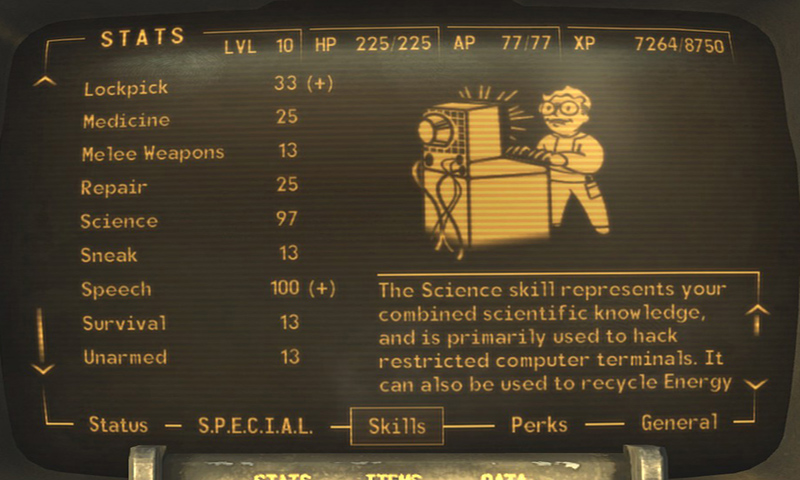 STATS LVL 10 HP 225/225 AP 77/77 XP 7264/8750
Lockpick 33 (+)
Medicine 25
Melee Weapons 13
Repair 25
Science 97
Sneak 13
Speech 100 (+)
Survival 13
Unarmed 13
The Science skill represents your
combined scientific knowledge,
and is primarily used to hack
restricted computer terminals. It
can also be used to recycle Energy
Status S.P.E.C.I.A.L. Skills Perks General
STATS ITEMS DATA